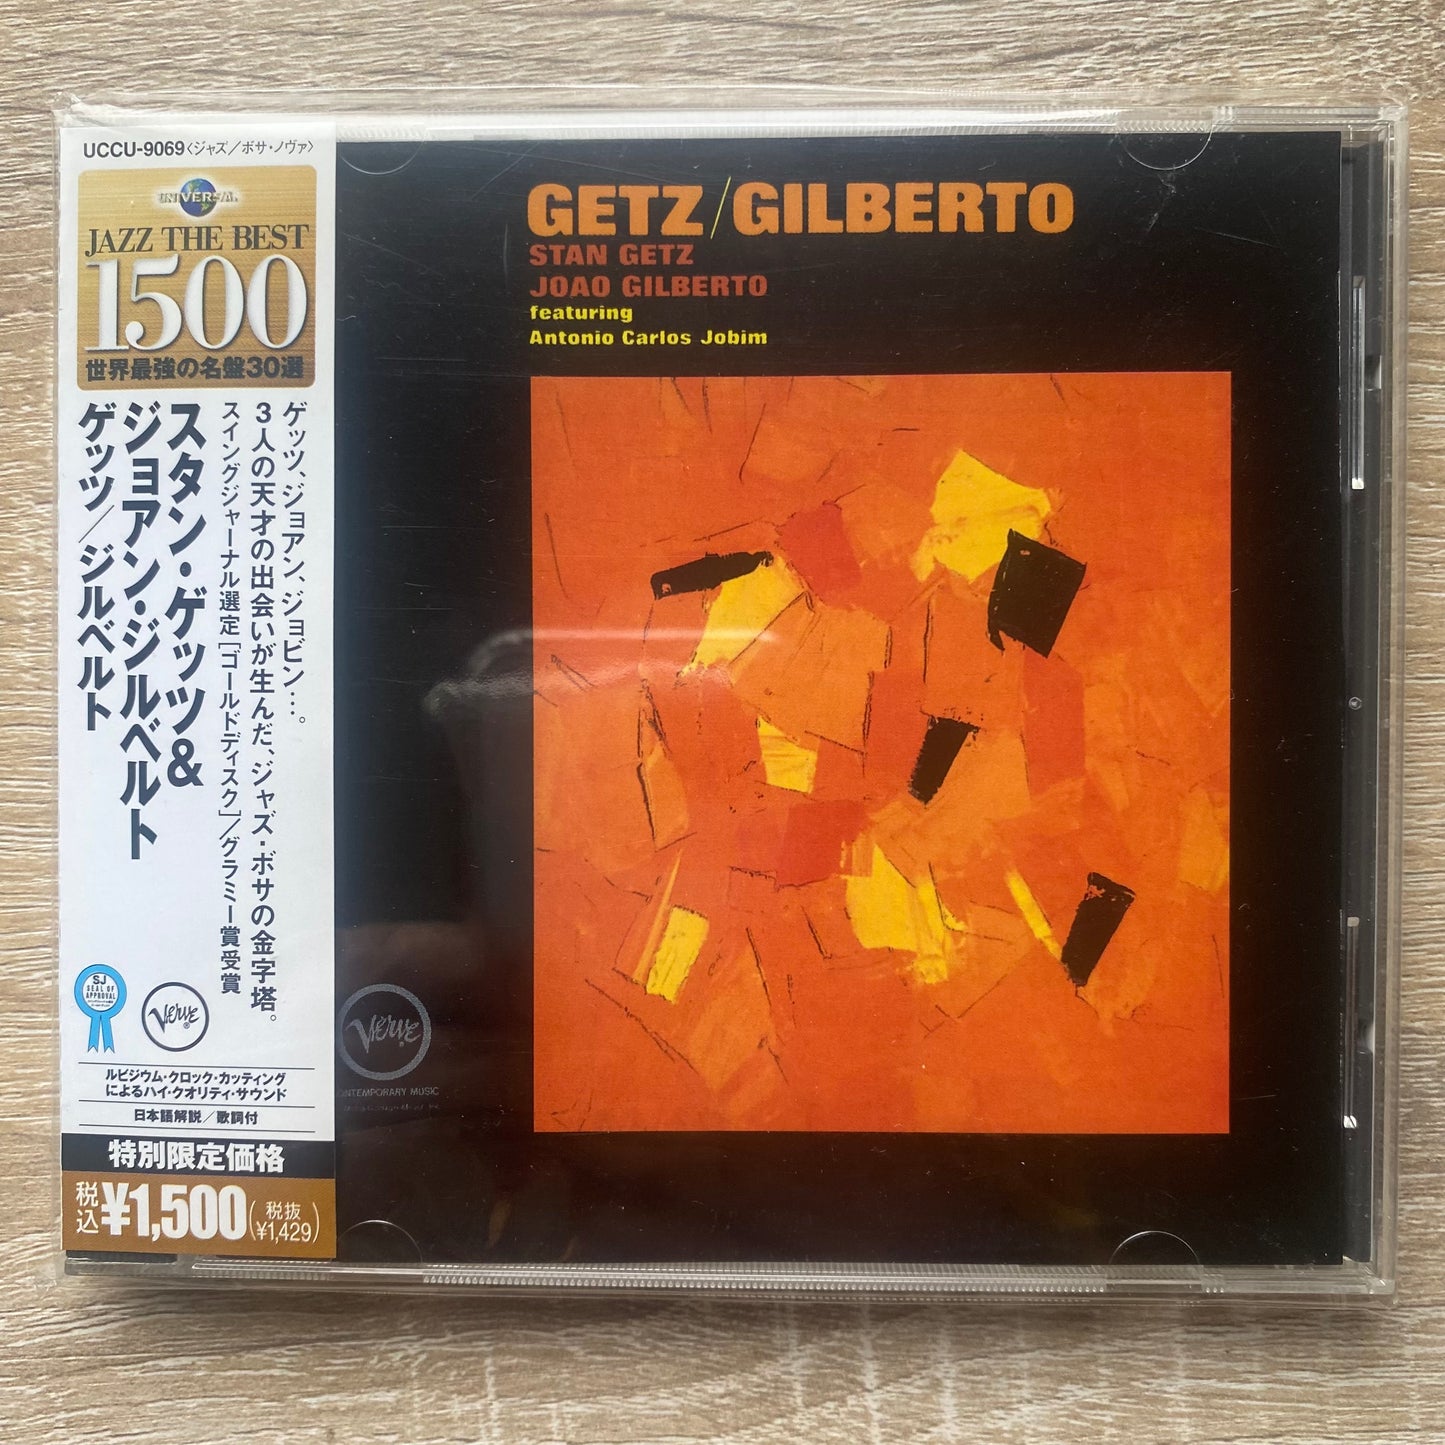 UCCU-9069〈ジャズ／ボサ・ノヴァ〉
UNIVERSAL
JAZZ THE BEST
1500
世界最強の名盤30選
ゲッツ、ジョアン、ジョビン…。
3人の天才の出会いが生んだ、ジャズ・ボサの金字塔。
スイングジャーナル選定［ゴールドディスク］／グラミー賞受賞
スタン・ゲッツ&
ジョアン・ジルベルト
ゲッツ／ジルベルト
SJ
SEAL OF
APPROVAL
Verve®
ルビジウム・クロック・カッティング
によるハイ・クオリティ・サウンド
日本語解説／歌詞付
特別限定価格
税込¥1,500(税抜¥1,429)
GETZ/GILBERTO
STAN GETZ
JOAO GILBERTO
featuring
Antonio Carlos Jobim
Verve®
CONTEMPORARY MUSIC